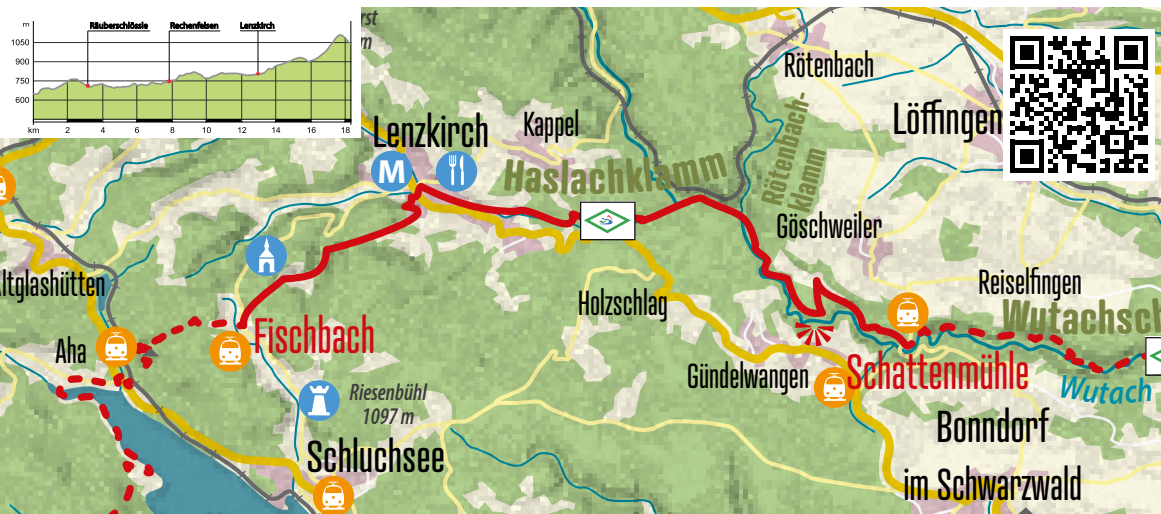 m
1050
900
750
600
km 2 4 6 8 10 12 14 16 18
Räuberschlössle
Rechenfelsen
Lenzkirch
rst
m
Rötenbach
Löffingen
Lenzkirch
Kappel
M
Haslachklamm
Rötenbach-
klamm
Göschweiler
Altglashütten
Holzschlag
Reiselfingen
Wutachsch
Aha
Fischbach
Gündelwangen
Schattenmühle
Wutach
Riesenbühl
1097 m
Bonndorf
im Schwarzwald
Schluchsee